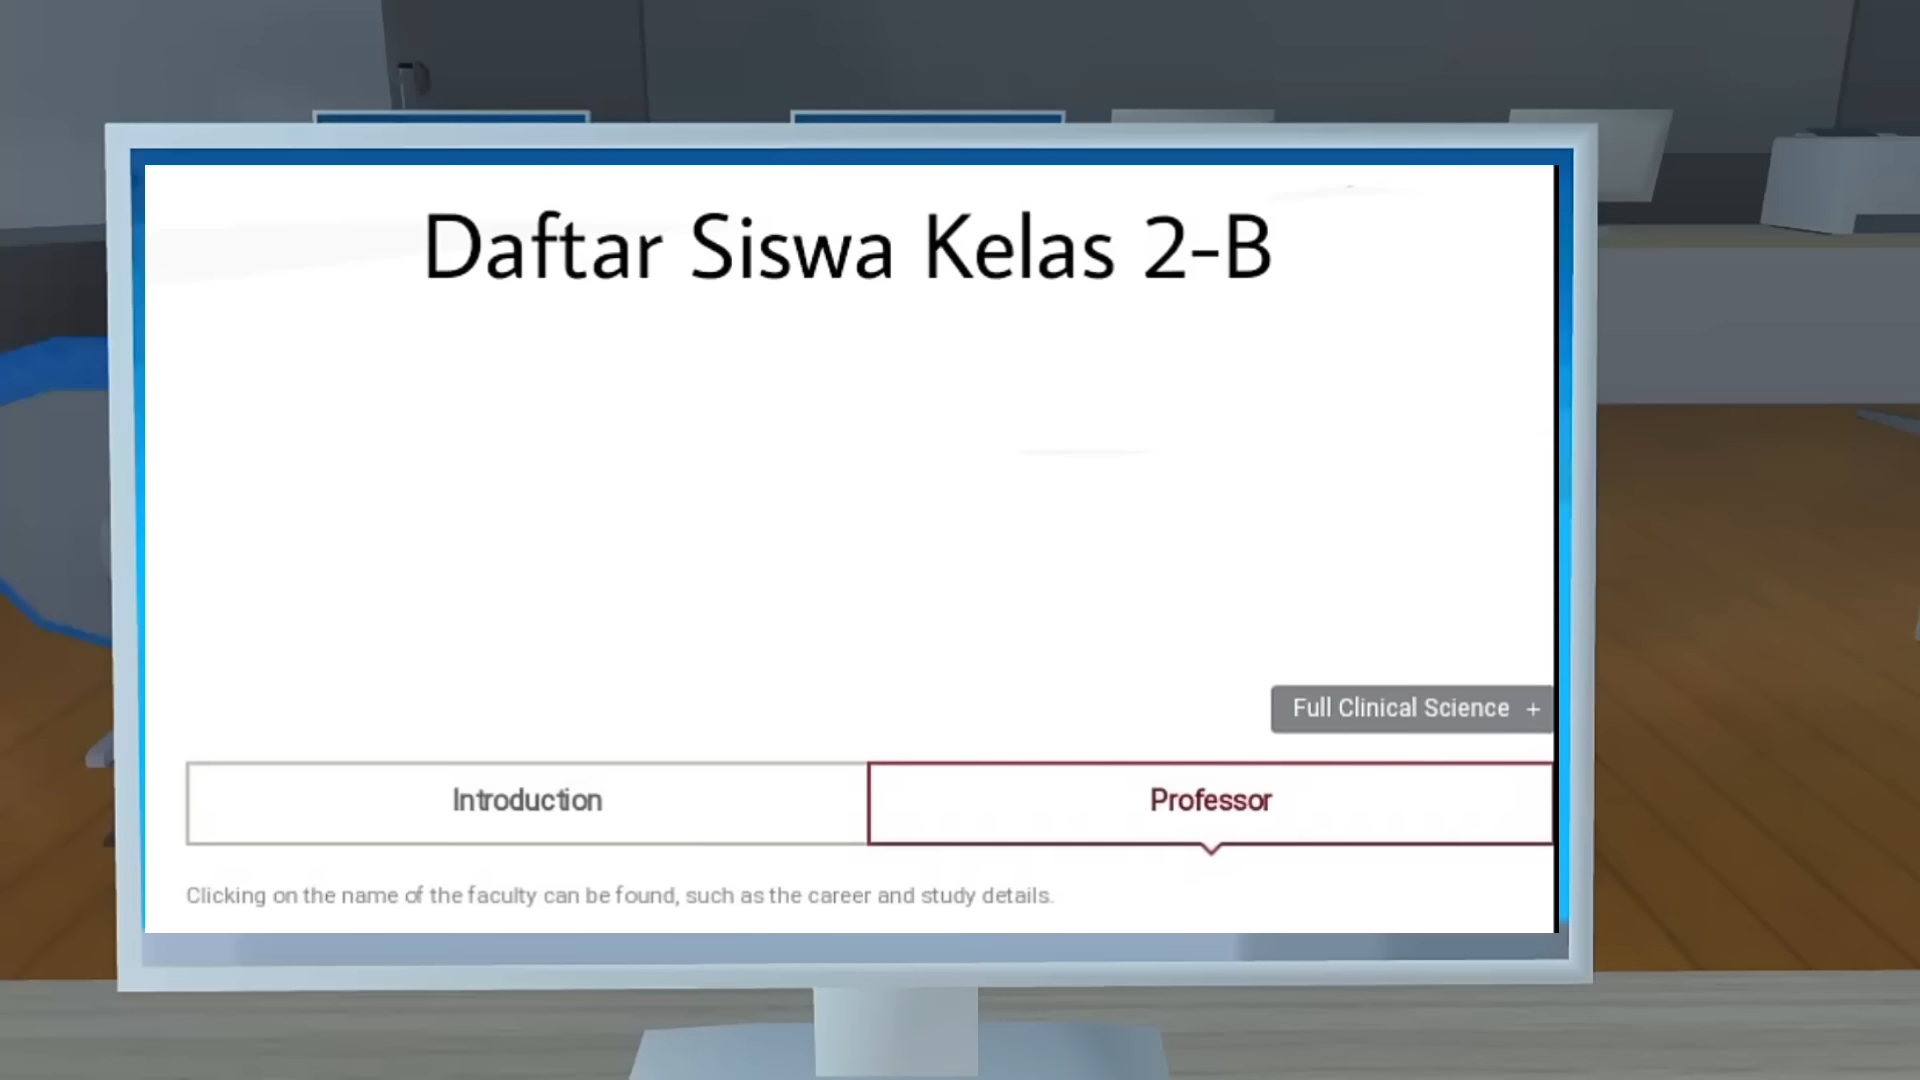 Daftar Siswa Kelas 2-B
Full Clinical Science +
Introduction
Professor
Clicking on the name of the faculty can be found, such as the career and study details.